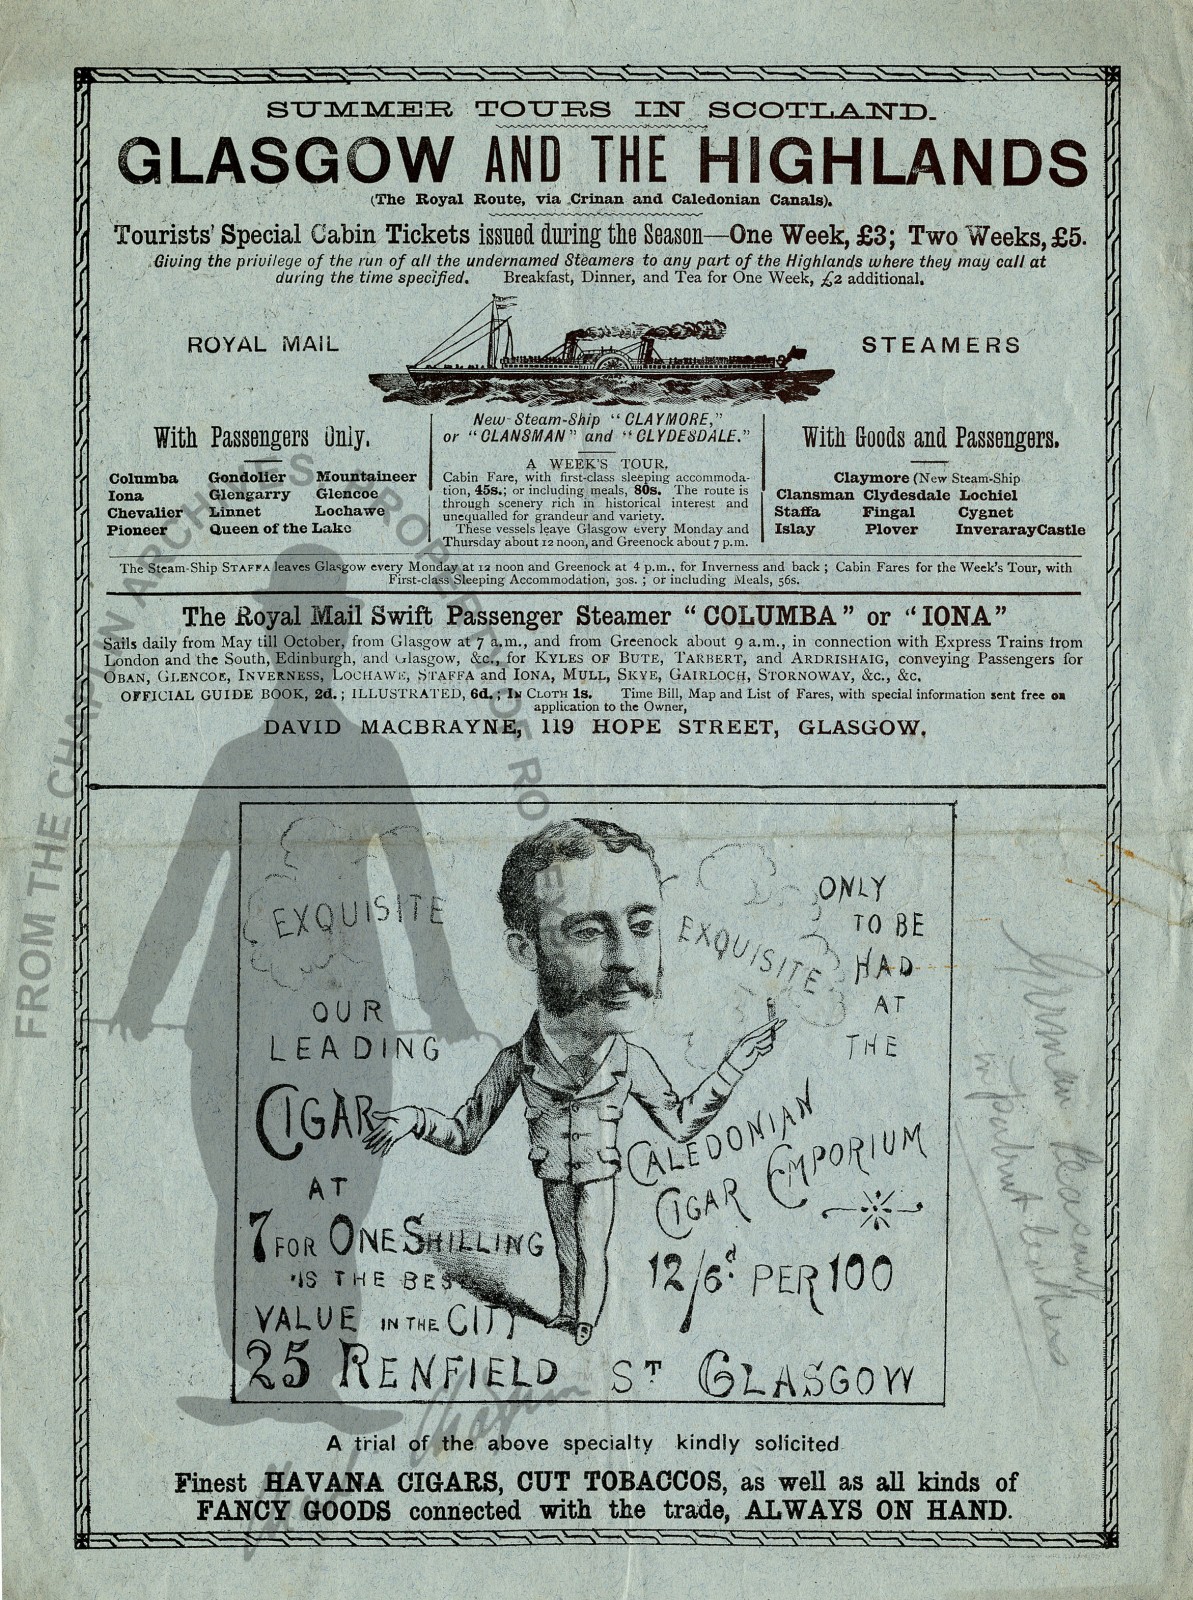 SUMMER TOURS IN SCOTLAND.
GLASGOW AND THE HIGHLANDS
(The Royal Route, via Crinan and Caledonian Canals).
Tourists' Special Cabin Tickets issued during the Season—One Week, £3; Two Weeks, £5.
Giving the privilege of the run of all the undernamed Steamers to any part of the Highlands where they may call at
during the time specified. Breakfast, Dinner, and Tea for One Week, £2 additional.
ROYAL MAIL STEAMERS
With Passengers Only.
Columba Gondolier Mountaineer
Iona Glengarry Glencoe
Chevalier Linnet Lochawe
Pioneer Queen of the Lake
New Steam-Ship "CLAYMORE,"
or "CLANSMAN" and "CLYDESDALE."
A WEEK'S TOUR.
Cabin Fare, with first-class sleeping accommoda-
tion, 45s.; or including meals, 80s. The route is
through scenery rich in historical interest and
unequalled for grandeur and variety.
These vessels leave Glasgow every Monday and
Thursday about 12 noon, and Greenock about 7 p.m.
With Goods and Passengers.
Claymore (New Steam-Ship
Clansman Clydesdale Lochiel
Staffa Fingal Cygnet
Islay Plover Inveraray Castle
The Steam-Ship STAFFA leaves Glasgow every Monday at 12 noon and Greenock at 4 p.m., for Inverness and back; Cabin Fares for the Week's Tour, with
First-class Sleeping Accommodation, 30s.; or including Meals, 56s.
The Royal Mail Swift Passenger Steamer "COLUMBA" or "IONA"
Sails daily from May till October, from Glasgow at 7 a.m., and from Greenock about 9 a.m., in connection with Express Trains from
London and the South, Edinburgh, and Glasgow, &c., for KYLES OF BUTE, TARBERT, and ARDRISHAIG, conveying Passengers for
OBAN, GLENCOE, INVERNESS, LOCHAWE, STAFFA and IONA, MULL, SKYE, GAIRLOCH, STORNOWAY, &c., &c.
OFFICIAL GUIDE BOOK, 2d.; ILLUSTRATED, 6d.; IN CLOTH 1s. Time Bill, Map and List of Fares, with special information sent free on
application to the Owner,
DAVID MACBRAYNE, 119 HOPE STREET, GLASGOW.
EXQUISITE
OUR
LEADING
CIGAR
AT
7 FOR ONE SHILLING
IS THE BEST
VALUE IN THE CITY
EXQUISITE
ONLY
TO BE
HAD
AT
THE
CALEDONIAN
CIGAR EMPORIUM
12/6d PER 100
25 RENFIELD ST GLASGOW
A trial of the above specialty kindly solicited
Finest HAVANA CIGARS, CUT TOBACCOS, as well as all kinds of
FANCY GOODS connected with the trade, ALWAYS ON HAND.
FROM THE CHAPLIN ARCHIVES. PROPERTY OF ROY EXPORT